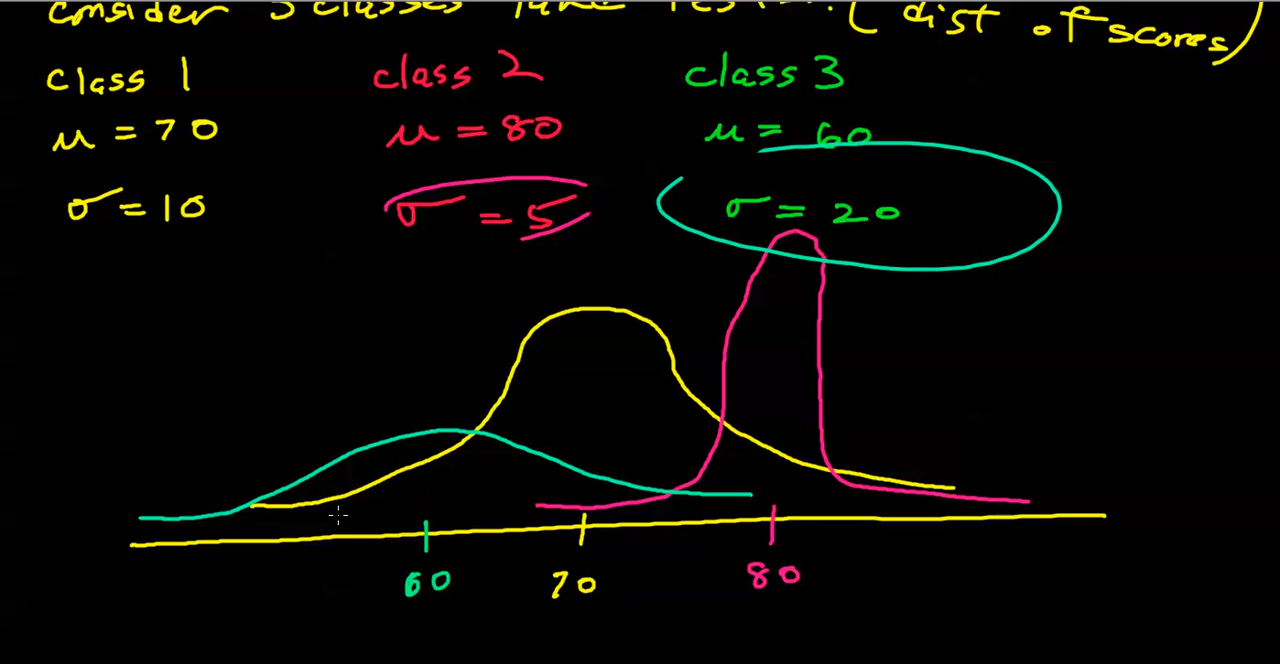 consider 3 classes take test. ( dist of scores)
class 1 class 2 class 3
μ = 70 μ = 80 μ = 60
σ = 10 σ = 5 σ = 20
60 70 80